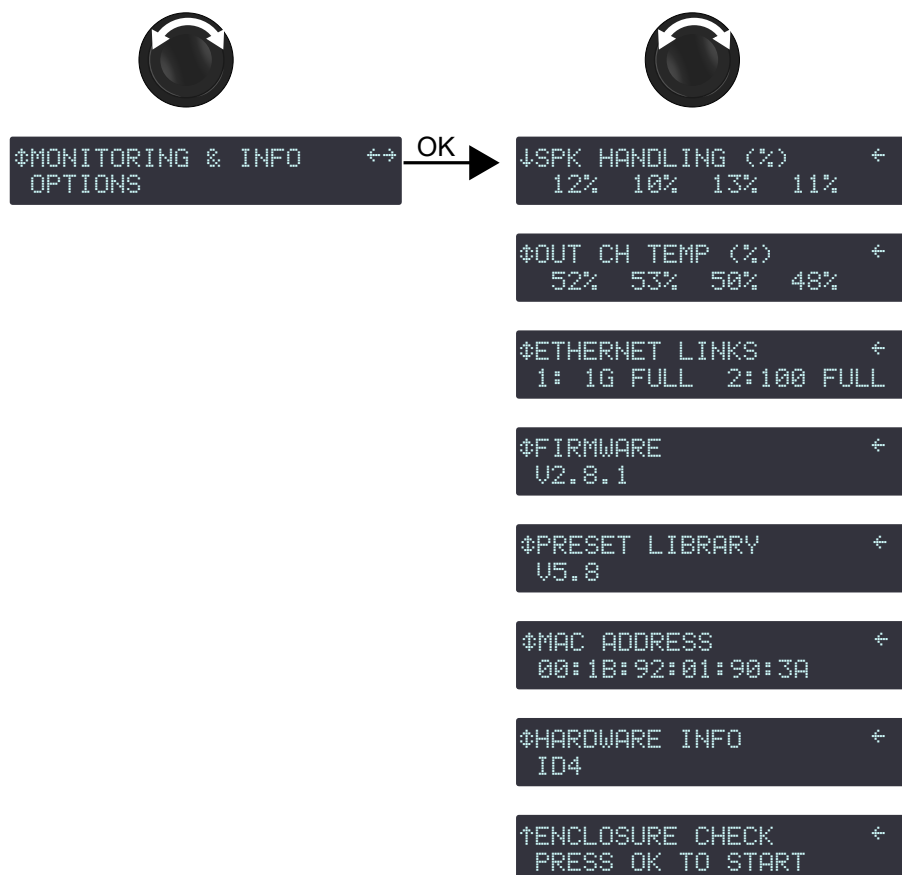 ↕MONITORING & INFO ←→
OPTIONS
OK
↓SPK HANDLING (%) ←
12% 10% 13% 11%
↕OUT CH TEMP (%) ←
52% 53% 50% 48%
↕ETHERNET LINKS ←
1: 1G FULL 2:100 FULL
↕FIRMWARE ←
V2.8.1
↕PRESET LIBRARY ←
V5.8
↕MAC ADDRESS ←
00:1B:92:01:90:3A
↕HARDWARE INFO ←
ID4
↑ENCLOSURE CHECK ←
PRESS OK TO START